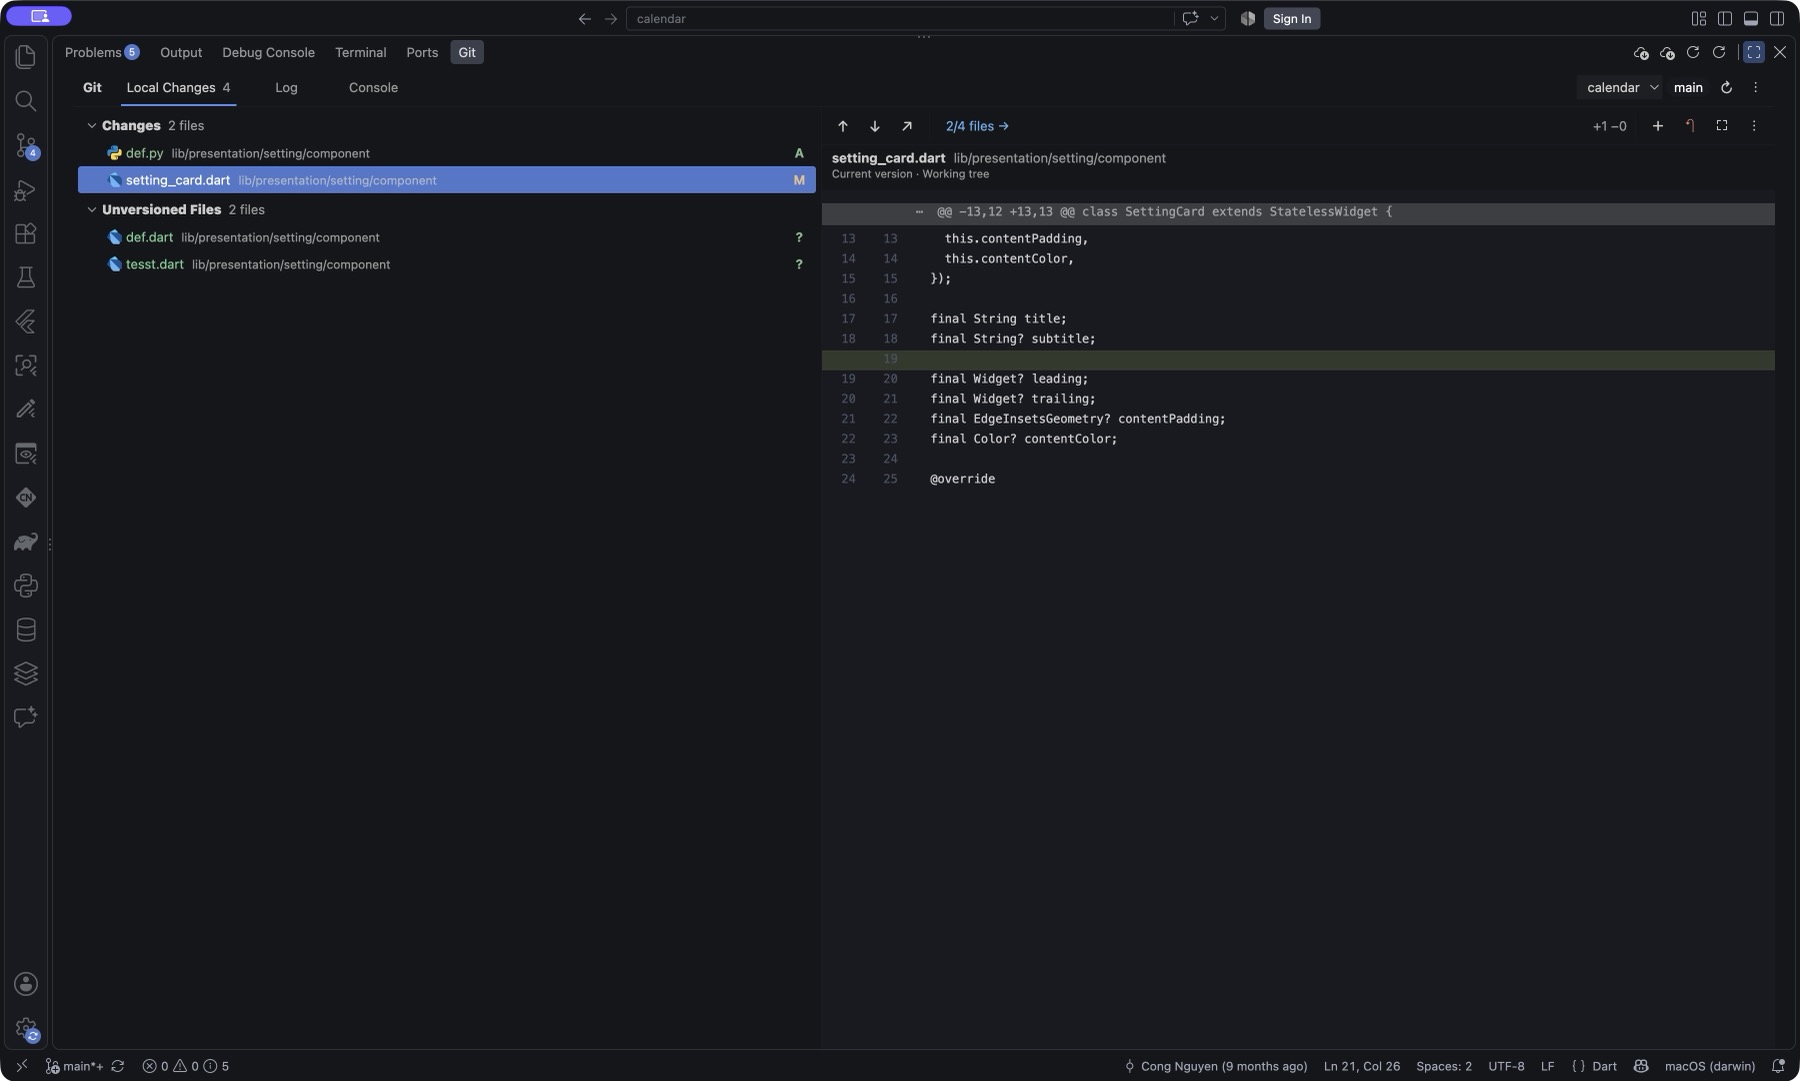 calendar
Sign In
Problems 5 Output Debug Console Terminal Ports Git
Git Local Changes 4 Log Console
calendar main
Changes 2 files
def.py lib/presentation/setting/component A
setting_card.dart lib/presentation/setting/component M
Unversioned Files 2 files
def.dart lib/presentation/setting/component ?
tesst.dart lib/presentation/setting/component ?
4
2/4 files →
+1 −0
setting_card.dart lib/presentation/setting/component
Current version · Working tree
⋯ @@ −13,12 +13,13 @@ class SettingCard extends StatelessWidget {
13 13 this.contentPadding,
14 14 this.contentColor,
15 15 });
16 16
17 17 final String title;
18 18 final String? subtitle;
19
19 20 final Widget? leading;
20 21 final Widget? trailing;
21 22 final EdgeInsetsGeometry? contentPadding;
22 23 final Color? contentColor;
23 24
24 25 @override
CN
main*+ 0 0 5
Cong Nguyen (9 months ago) Ln 21, Col 26 Spaces: 2 UTF-8 LF { } Dart macOS (darwin)